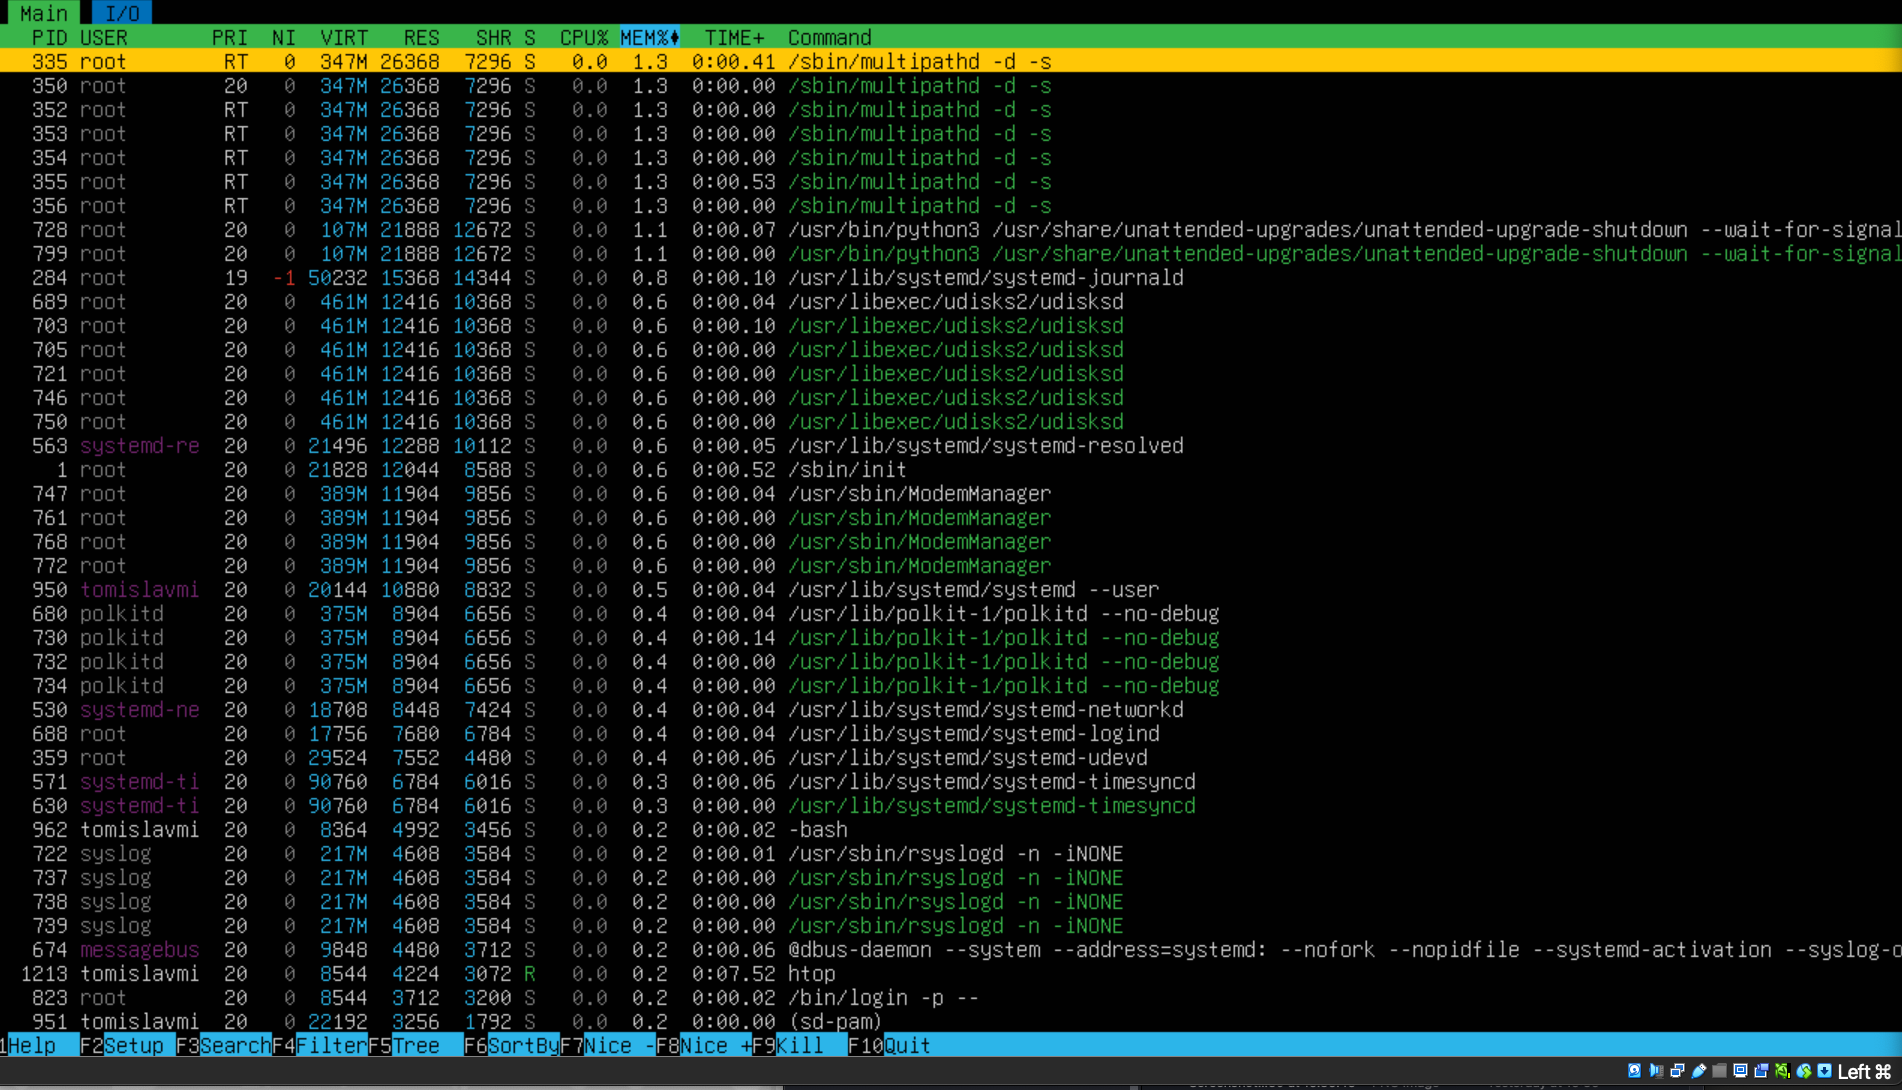 Main I/O
PID USER PRI NI VIRT RES SHR S CPU% MEM% TIME+ Command
335 root RT 0 347M 26368 7296 S 0.0 1.3 0:00.41 /sbin/multipathd -d -s
350 root 20 0 347M 26368 7296 S 0.0 1.3 0:00.00 /sbin/multipathd -d -s
352 root RT 0 347M 26368 7296 S 0.0 1.3 0:00.00 /sbin/multipathd -d -s
353 root RT 0 347M 26368 7296 S 0.0 1.3 0:00.00 /sbin/multipathd -d -s
354 root RT 0 347M 26368 7296 S 0.0 1.3 0:00.00 /sbin/multipathd -d -s
355 root RT 0 347M 26368 7296 S 0.0 1.3 0:00.53 /sbin/multipathd -d -s
356 root RT 0 347M 26368 7296 S 0.0 1.3 0:00.00 /sbin/multipathd -d -s
728 root 20 0 107M 21888 12672 S 0.0 1.1 0:00.07 /usr/bin/python3 /usr/share/unattended-upgrades/unattended-upgrade-shutdown --wait-for-signal
799 root 20 0 107M 21888 12672 S 0.0 1.1 0:00.00 /usr/bin/python3 /usr/share/unattended-upgrades/unattended-upgrade-shutdown --wait-for-signal
284 root 19 -1 50232 15368 14344 S 0.0 0.8 0:00.10 /usr/lib/systemd/systemd-journald
689 root 20 0 461M 12416 10368 S 0.0 0.6 0:00.04 /usr/libexec/udisks2/udisksd
703 root 20 0 461M 12416 10368 S 0.0 0.6 0:00.10 /usr/libexec/udisks2/udisksd
705 root 20 0 461M 12416 10368 S 0.0 0.6 0:00.00 /usr/libexec/udisks2/udisksd
721 root 20 0 461M 12416 10368 S 0.0 0.6 0:00.00 /usr/libexec/udisks2/udisksd
746 root 20 0 461M 12416 10368 S 0.0 0.6 0:00.00 /usr/libexec/udisks2/udisksd
750 root 20 0 461M 12416 10368 S 0.0 0.6 0:00.00 /usr/libexec/udisks2/udisksd
563 systemd-re 20 0 21496 12288 10112 S 0.0 0.6 0:00.05 /usr/lib/systemd/systemd-resolved
1 root 20 0 21828 12044 8588 S 0.0 0.6 0:00.52 /sbin/init
747 root 20 0 389M 11904 9856 S 0.0 0.6 0:00.04 /usr/sbin/ModemManager
761 root 20 0 389M 11904 9856 S 0.0 0.6 0:00.00 /usr/sbin/ModemManager
768 root 20 0 389M 11904 9856 S 0.0 0.6 0:00.00 /usr/sbin/ModemManager
772 root 20 0 389M 11904 9856 S 0.0 0.6 0:00.00 /usr/sbin/ModemManager
950 tomislavmi 20 0 20144 10880 8832 S 0.0 0.5 0:00.04 /usr/lib/systemd/systemd --user
680 polkitd 20 0 375M 8904 6656 S 0.0 0.4 0:00.04 /usr/lib/polkit-1/polkitd --no-debug
730 polkitd 20 0 375M 8904 6656 S 0.0 0.4 0:00.14 /usr/lib/polkit-1/polkitd --no-debug
732 polkitd 20 0 375M 8904 6656 S 0.0 0.4 0:00.00 /usr/lib/polkit-1/polkitd --no-debug
734 polkitd 20 0 375M 8904 6656 S 0.0 0.4 0:00.00 /usr/lib/polkit-1/polkitd --no-debug
530 systemd-ne 20 0 18708 8448 7424 S 0.0 0.4 0:00.04 /usr/lib/systemd/systemd-networkd
688 root 20 0 17756 7680 6784 S 0.0 0.4 0:00.04 /usr/lib/systemd/systemd-logind
359 root 20 0 29524 7552 4480 S 0.0 0.4 0:00.06 /usr/lib/systemd/systemd-udevd
571 systemd-ti 20 0 90760 6784 6016 S 0.0 0.3 0:00.06 /usr/lib/systemd/systemd-timesyncd
630 systemd-ti 20 0 90760 6784 6016 S 0.0 0.3 0:00.00 /usr/lib/systemd/systemd-timesyncd
962 tomislavmi 20 0 8364 4992 3456 S 0.0 0.2 0:00.02 -bash
722 syslog 20 0 217M 4608 3584 S 0.0 0.2 0:00.01 /usr/sbin/rsyslogd -n -iNONE
737 syslog 20 0 217M 4608 3584 S 0.0 0.2 0:00.00 /usr/sbin/rsyslogd -n -iNONE
738 syslog 20 0 217M 4608 3584 S 0.0 0.2 0:00.00 /usr/sbin/rsyslogd -n -iNONE
739 syslog 20 0 217M 4608 3584 S 0.0 0.2 0:00.00 /usr/sbin/rsyslogd -n -iNONE
674 messagebus 20 0 9848 4480 3712 S 0.0 0.2 0:00.06 @dbus-daemon --system --address=systemd: --nofork --nopidfile --systemd-activation --syslog-o
1213 tomislavmi 20 0 8544 4224 3072 R 0.0 0.2 0:07.52 htop
823 root 20 0 8544 3712 3200 S 0.0 0.2 0:00.02 /bin/login -p --
951 tomislavmi 20 0 22192 3256 1792 S 0.0 0.2 0:00.00 (sd-pam)
1Help F2Setup F3SearchF4FilterF5Tree F6SortByF7Nice -F8Nice +F9Kill F10Quit
Left ⌘